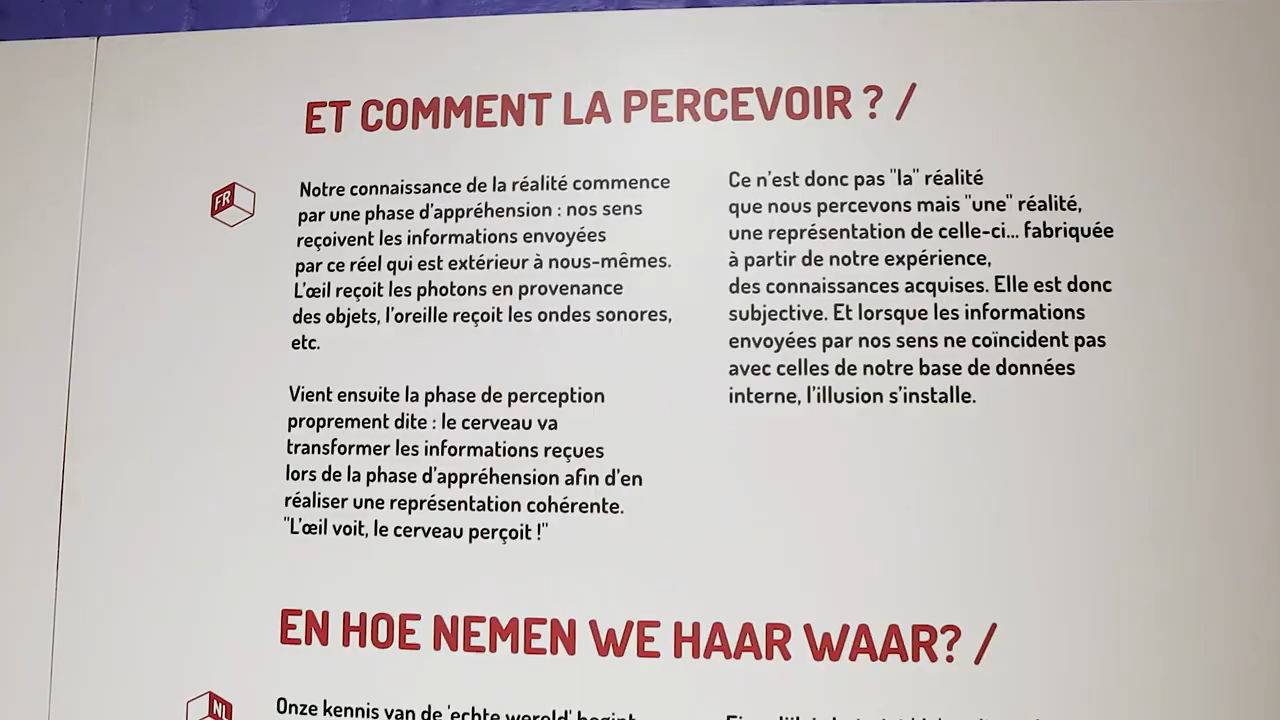 ET COMMENT LA PERCEVOIR ? /
FR
Notre connaissance de la réalité commence
par une phase d'appréhension : nos sens
reçoivent les informations envoyées
par ce réel qui est extérieur à nous-mêmes.
L'œil reçoit les photons en provenance
des objets, l'oreille reçoit les ondes sonores,
etc.
Vient ensuite la phase de perception
proprement dite : le cerveau va
transformer les informations reçues
lors de la phase d'appréhension afin d'en
réaliser une représentation cohérente.
"L'œil voit, le cerveau perçoit !"
Ce n'est donc pas "la" réalité
que nous percevons mais "une" réalité,
une représentation de celle-ci... fabriquée
à partir de notre expérience,
des connaissances acquises. Elle est donc
subjective. Et lorsque les informations
envoyées par nos sens ne coïncident pas
avec celles de notre base de données
interne, l'illusion s'installe.
EN HOE NEMEN WE HAAR WAAR? /
NL
Onze kennis van de 'echte wereld' begint